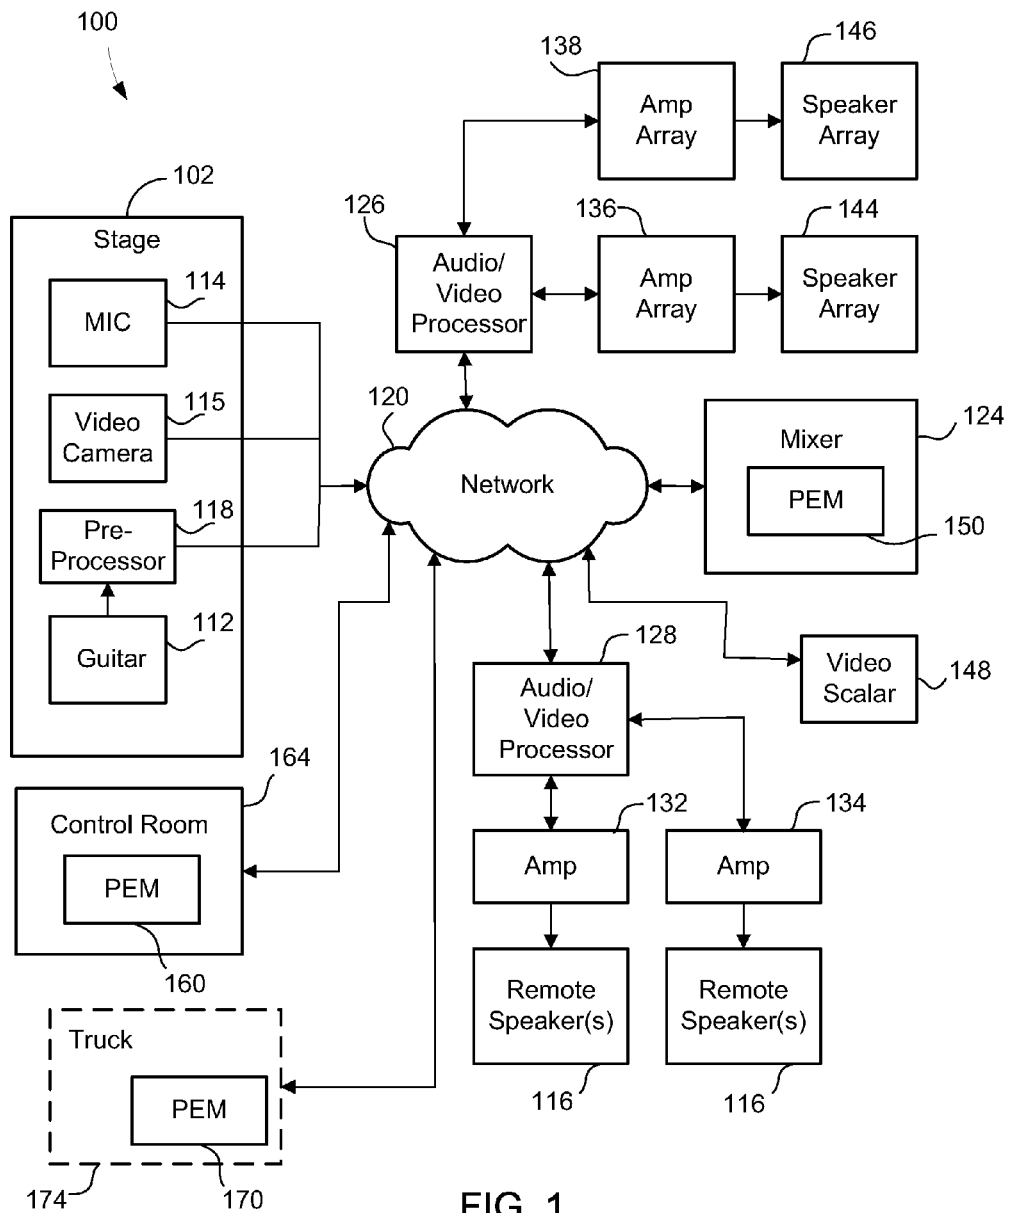 100
138
Amp
Array
146
Speaker
Array
102
126
136
144
Stage
Audio/
Video
Processor
Amp
Array
Speaker
Array
114
MIC
115
Video
Camera
120
Network
124
Mixer
PEM
150
118
Pre-
Processor
112
Guitar
128
Audio/
Video
Processor
Video
Scalar
148
164
Control Room
PEM
160
132
Amp
134
Amp
Remote
Speaker(s)
116
Remote
Speaker(s)
116
Truck
PEM
174
170
FIG. 1